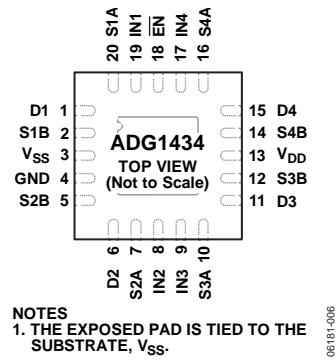 20 S1A
19 IN1
18 EN
17 IN4
16 S4A
D1 1
S1B 2
VSS 3
GND 4
S2B 5
ADG1434
TOP VIEW
(Not to Scale)
15 D4
14 S4B
13 VDD
12 S3B
11 D3
D2 6
S2A 7
IN2 8
IN3 9
S3A 10
NOTES
1. THE EXPOSED PAD IS TIED TO THE
SUBSTRATE, VSS.
06181-006